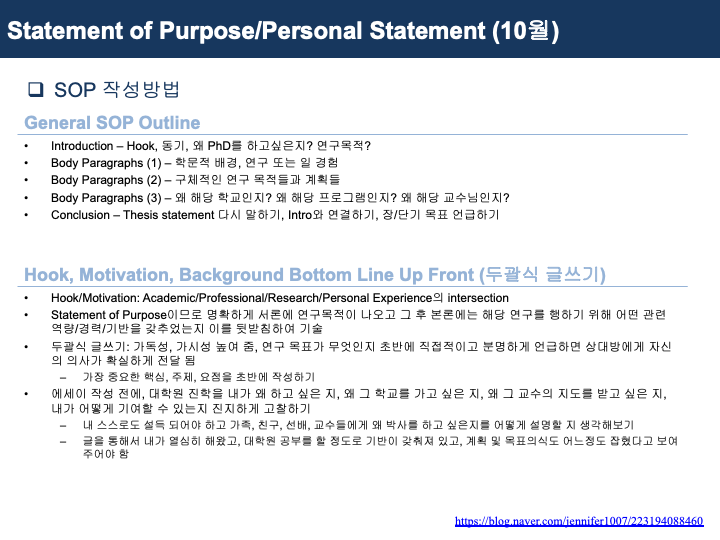 Statement of Purpose/Personal Statement (10월)
❑ SOP 작성방법
General SOP Outline
• Introduction – Hook, 동기, 왜 PhD를 하고싶은지? 연구목적?
• Body Paragraphs (1) – 학문적 배경, 연구 또는 일 경험
• Body Paragraphs (2) – 구체적인 연구 목적들과 계획들
• Body Paragraphs (3) – 왜 해당 학교인지? 왜 해당 프로그램인지? 왜 해당 교수님인지?
• Conclusion – Thesis statement 다시 말하기, Intro와 연결하기, 장/단기 목표 언급하기
Hook, Motivation, Background Bottom Line Up Front (두괄식 글쓰기)
• Hook/Motivation: Academic/Professional/Research/Personal Experience의 intersection
• Statement of Purpose이므로 명확하게 서론에 연구목적이 나오고 그 후 본론에는 해당 연구를 행하기 위해 어떤 관련
역량/경력/기반을 갖추었는지 이를 뒷받침하여 기술
• 두괄식 글쓰기: 가독성, 가시성 높여 줌, 연구 목표가 무엇인지 초반에 직접적이고 분명하게 언급하면 상대방에게 자신
의 의사가 확실하게 전달 됨
– 가장 중요한 핵심, 주제, 요점을 초반에 작성하기
• 에세이 작성 전에, 대학원 진학을 내가 왜 하고 싶은 지, 왜 그 학교를 가고 싶은 지, 왜 그 교수의 지도를 받고 싶은 지,
내가 어떻게 기여할 수 있는지 진지하게 고찰하기
– 내 스스로도 설득 되어야 하고 가족, 친구, 선배, 교수들에게 왜 박사를 하고 싶은지를 어떻게 설명할 지 생각해보기
– 글을 통해서 내가 열심히 해왔고, 대학원 공부를 할 정도로 기반이 갖춰져 있고, 계획 및 목표의식도 어느정도 잡혔다고 보여
주어야 함
https://blog.naver.com/jennifer1007/223194088460